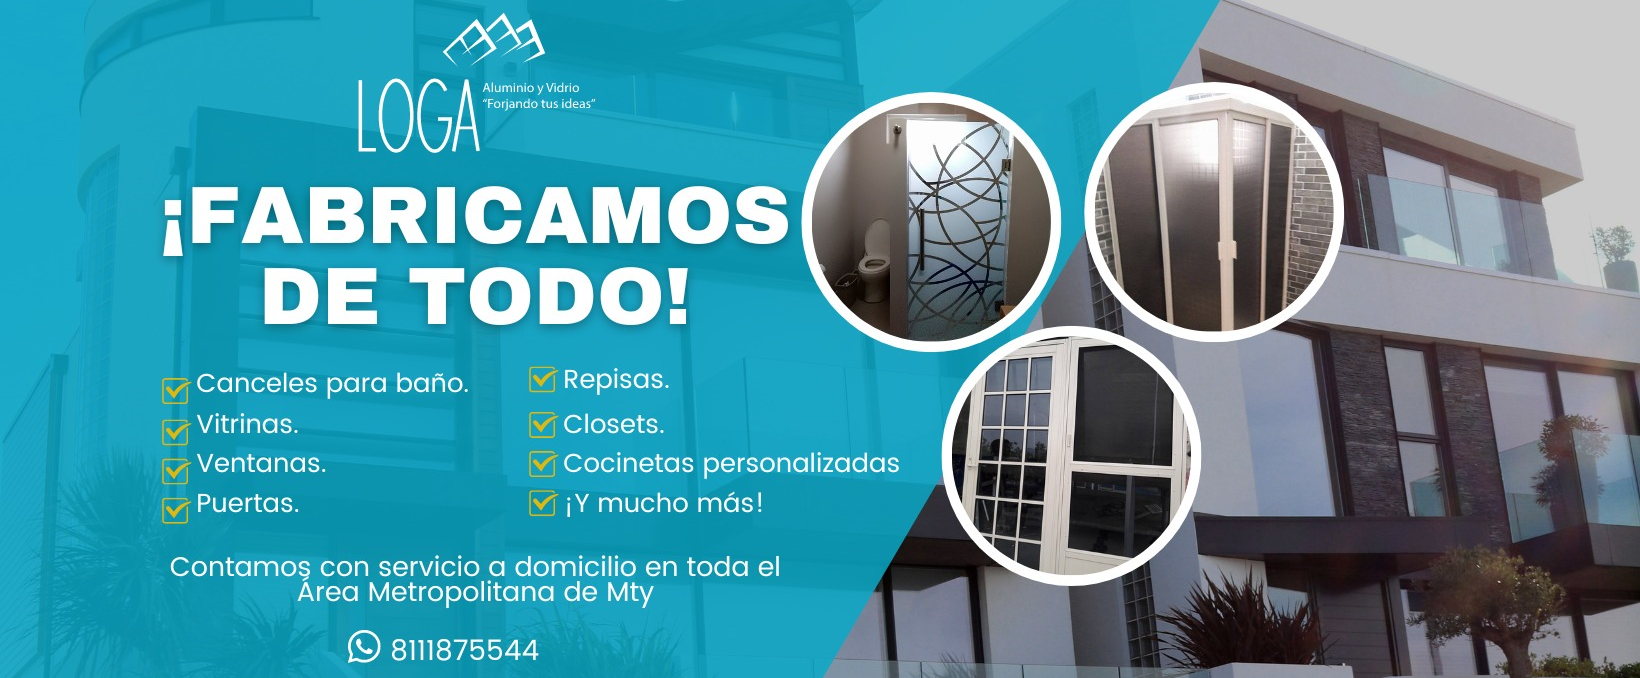 LOGA
Aluminio y Vidrio
"Forjando tus ideas"
¡FABRICAMOS
DE TODO!
Canceles para baño.
Vitrinas.
Ventanas.
Puertas.
Repisas.
Closets.
Cocinetas personalizadas
¡Y mucho más!
Contamos con servicio a domicilio en toda el
Área Metropolitana de Mty
8111875544